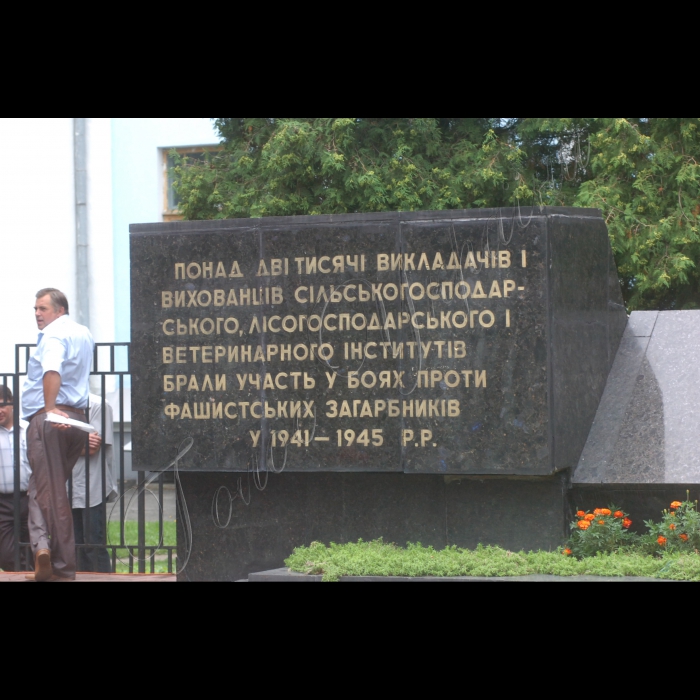 ПОНАД ДВІ ТИСЯЧІ ВИКЛАДАЧІВ І
ВИХОВАНЦІВ СІЛЬСЬКОГОСПОДАР-
СЬКОГО, ЛІСОГОСПОДАРСЬКОГО І
ВЕТЕРИНАРНОГО ІНСТИТУТІВ
БРАЛИ УЧАСТЬ У БОЯХ ПРОТИ
ФАШИСТСЬКИХ ЗАГАРБНИКІВ
У 1941 — 1945 Р.Р.